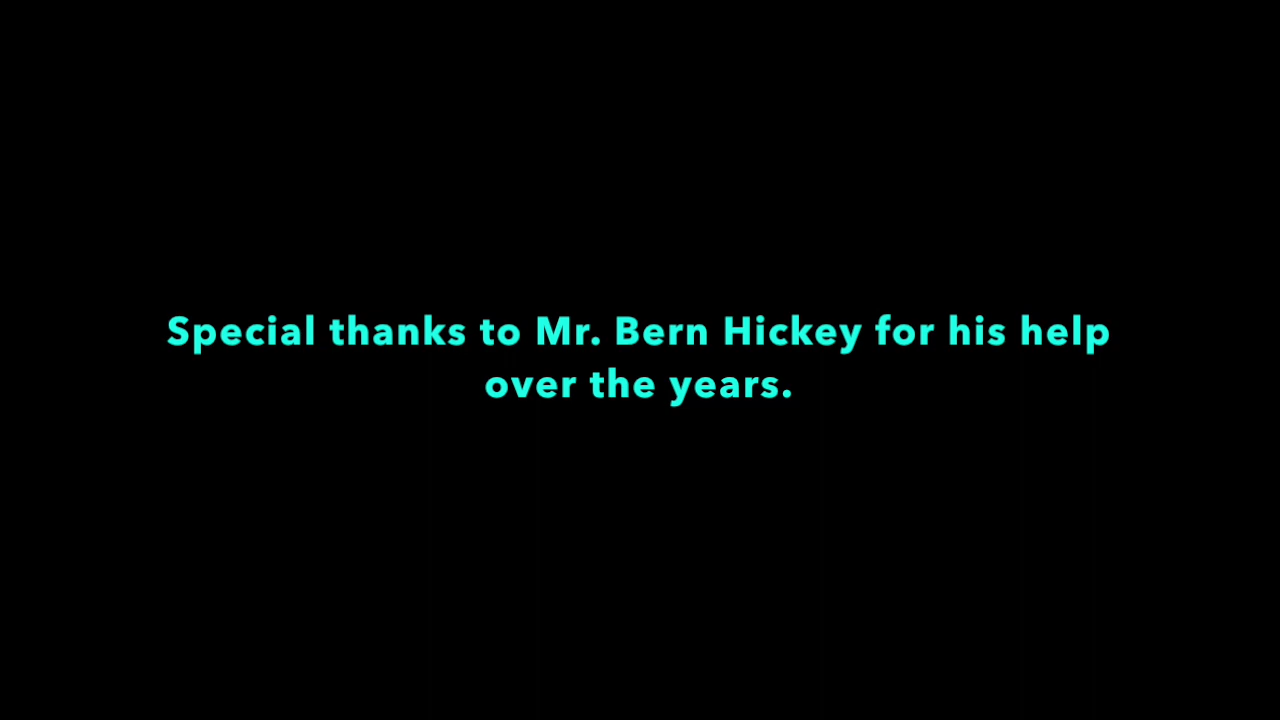 Special thanks to Mr. Bern Hickey for his help
over the years.